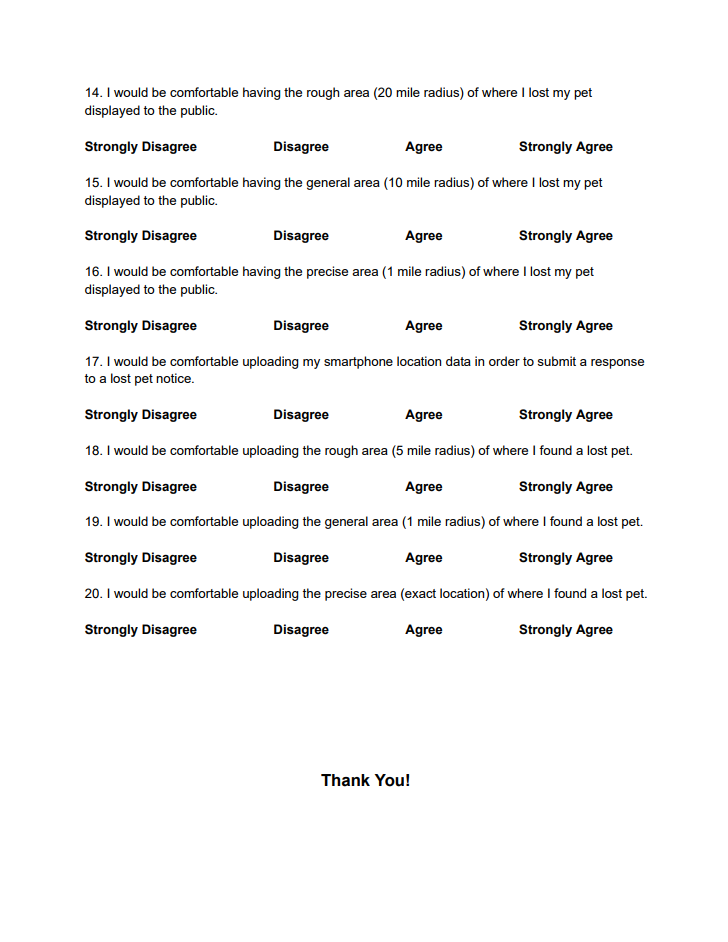 14. I would be comfortable having the rough area (20 mile radius) of where I lost my pet
displayed to the public.
Strongly Disagree Disagree Agree Strongly Agree
15. I would be comfortable having the general area (10 mile radius) of where I lost my pet
displayed to the public.
Strongly Disagree Disagree Agree Strongly Agree
16. I would be comfortable having the precise area (1 mile radius) of where I lost my pet
displayed to the public.
Strongly Disagree Disagree Agree Strongly Agree
17. I would be comfortable uploading my smartphone location data in order to submit a response
to a lost pet notice.
Strongly Disagree Disagree Agree Strongly Agree
18. I would be comfortable uploading the rough area (5 mile radius) of where I found a lost pet.
Strongly Disagree Disagree Agree Strongly Agree
19. I would be comfortable uploading the general area (1 mile radius) of where I found a lost pet.
Strongly Disagree Disagree Agree Strongly Agree
20. I would be comfortable uploading the precise area (exact location) of where I found a lost pet.
Strongly Disagree Disagree Agree Strongly Agree
Thank You!